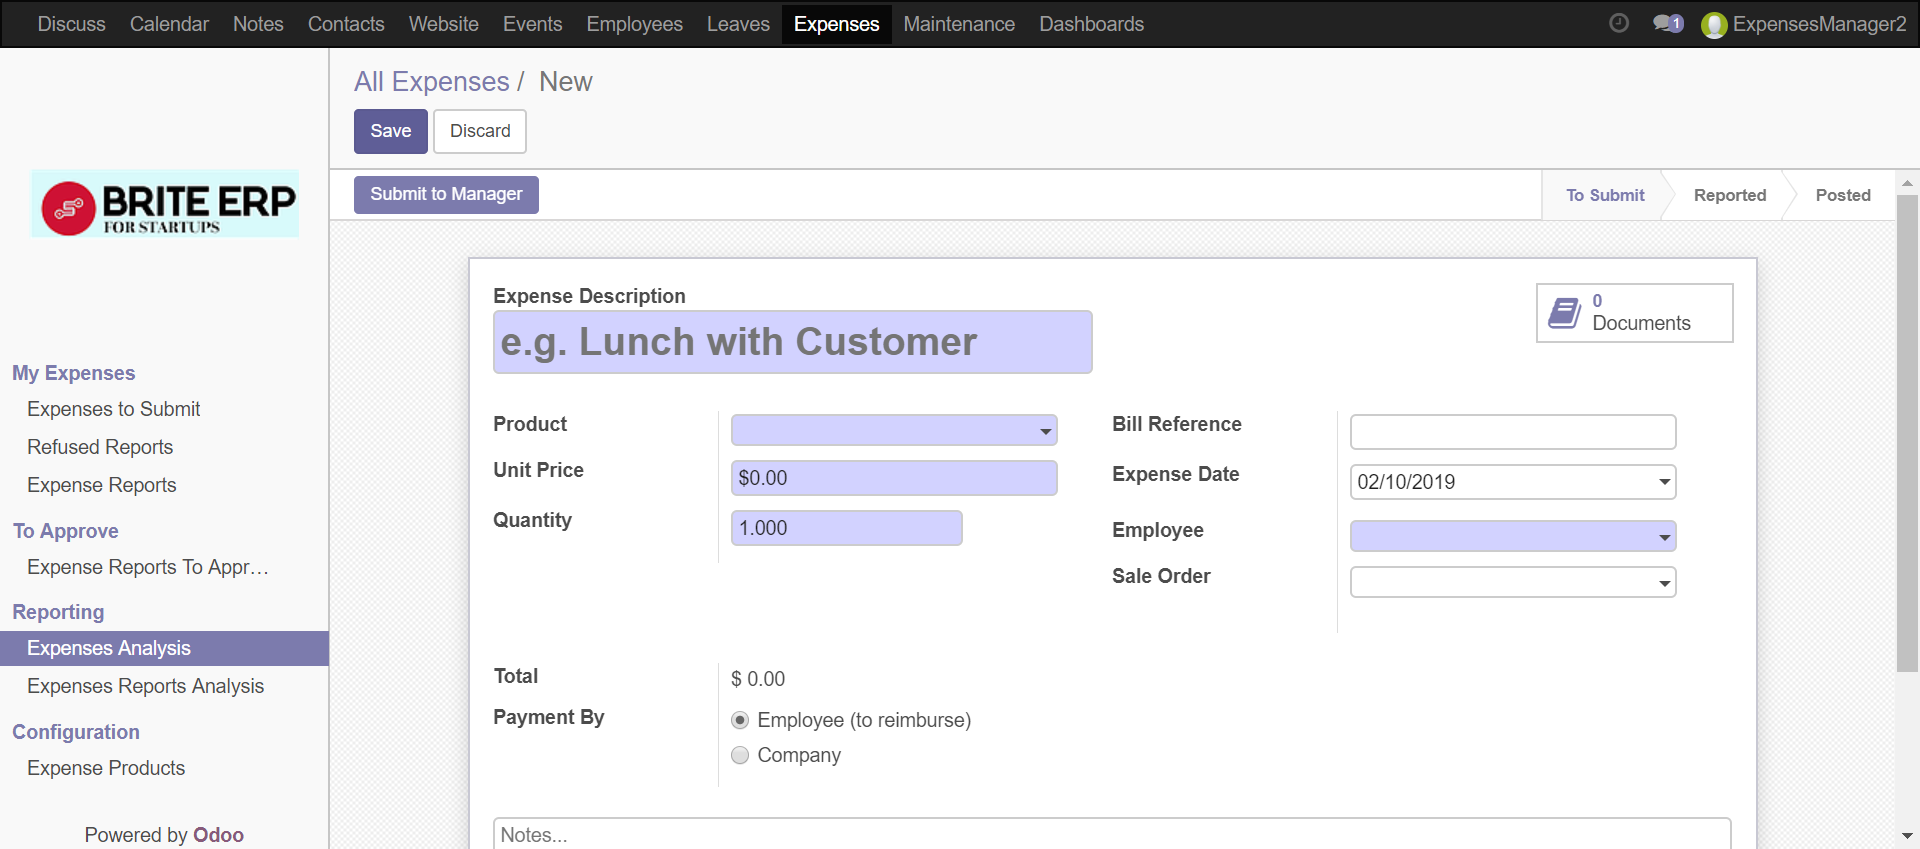 Discuss Calendar Notes Contacts Website Events Employees Leaves Expenses Maintenance Dashboards 1 ExpensesManager2
All Expenses / New
Save Discard
Submit to Manager To Submit Reported Posted
BRITE ERP
FOR STARTUPS
My Expenses
Expenses to Submit
Refused Reports
Expense Reports
To Approve
Expense Reports To Appr…
Reporting
Expenses Analysis
Expenses Reports Analysis
Configuration
Expense Products
Powered by Odoo
Expense Description
e.g. Lunch with Customer
0
Documents
Product
Unit Price $0.00
Quantity 1.000
Bill Reference
Expense Date 02/10/2019
Employee
Sale Order
Total $ 0.00
Payment By Employee (to reimburse)
Company
Notes...